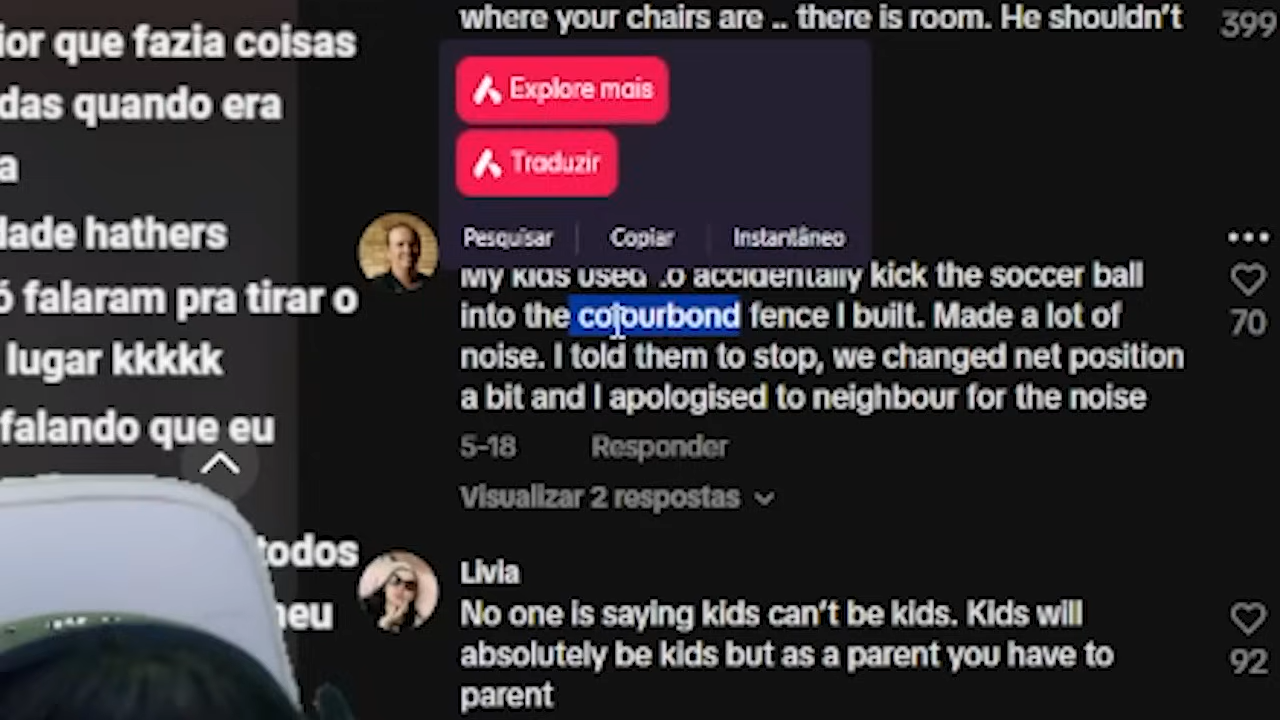 ior que fazia coisas
das quando era
a
dade hathers
ó falaram pra tirar o
lugar kkkkk
falando que eu
todos
heu
where your chairs are .. there is room. He shouldn't
399
Explore mais
Traduzir
Pesquisar Copiar Instantâneo
My kids used to accidentally kick the soccer ball
into the colourbond fence I built. Made a lot of
noise. I told them to stop, we changed net position
a bit and I apologised to neighbour for the noise
70
5-18 Responder
Visualizar 2 respostas
Livia
No one is saying kids can't be kids. Kids will
absolutely be kids but as a parent you have to
parent
92